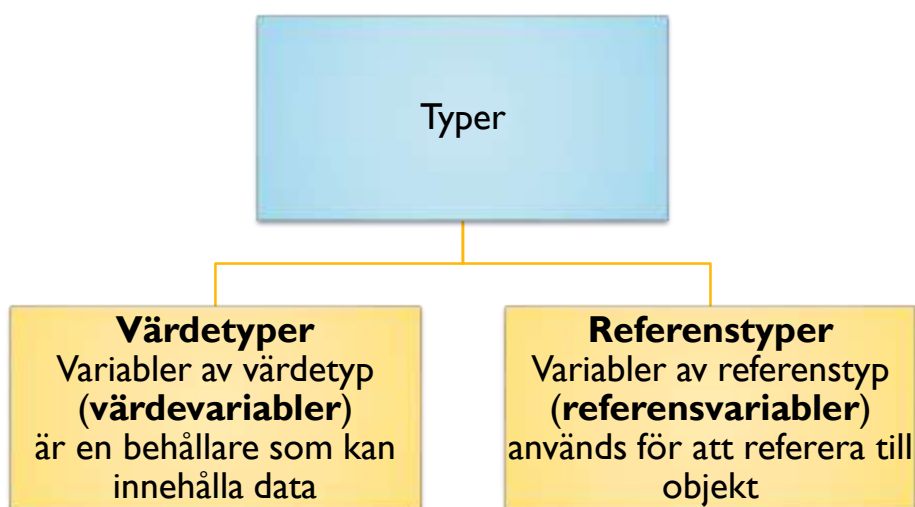 Typer
Värdetyper
Variabler av värdetyp
(värdevariabler)
är en behållare som kan
innehålla data
Referenstyper
Variabler av referenstyp
(referensvariabler)
används för att referera till
objekt